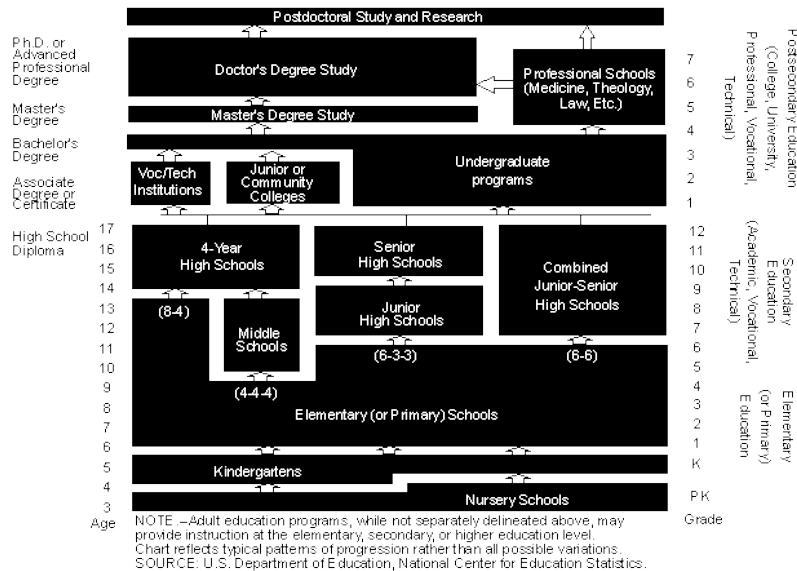 Postdoctoral Study and Research
Ph.D. or
Advanced
Professional
Degree
Doctor's Degree Study
Professional Schools
(Medicine, Theology,
Law, Etc.)
Master's
Degree
Master's Degree Study
Bachelor's
Degree
Undergraduate
programs
Voc/Tech
Institutions
Junior or
Community
Colleges
Associate
Degree or
Certificate
7
6
5
4
3
2
1
Postsecondary Education
(College, University,
Professional, Vocational,
Technical)
High School
Diploma
17
16
15
14
13
12
11
10
9
8
7
6
5
4
3
Age
4-Year
High Schools
Senior
High Schools
Combined
Junior-Senior
High Schools
Junior
High Schools
(8-4)
Middle
Schools
(6-3-3)
(6-6)
(4-4-4)
Elementary (or Primary) Schools
Kindergartens
Nursery Schools
12
11
10
9
8
7
6
5
4
3
2
1
K
PK
Grade
Secondary
Education
(Academic, Vocational,
Technical)
Elementary
(or Primary)
Education
NOTE .--Adult education programs, while not separately delineated above, may
provide instruction at the elementary, secondary, or higher education level.
Chart reflects typical patterns of progression rather than all possible variations.
SOURCE: U.S. Department of Education, National Center for Education Statistics.